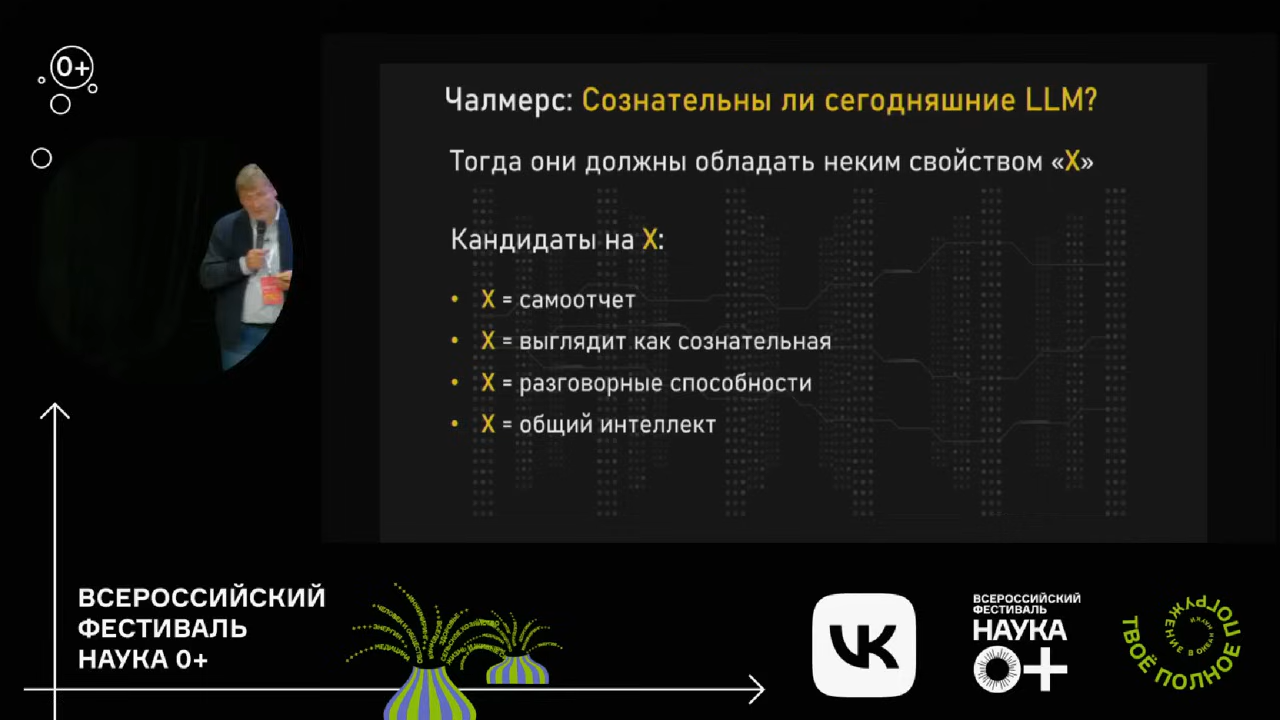 0+
Чалмерс: Сознательны ли сегодняшние LLM?
Тогда они должны обладать неким свойством «X»
Кандидаты на X:
• X = самоотчет
• X = выглядит как сознательная
• X = разговорные способности
• X = общий интеллект
ВСЕРОССИЙСКИЙ
ФЕСТИВАЛЬ
НАУКА 0+
VK
ВСЕРОССИЙСКИЙ
ФЕСТИВАЛЬ
НАУКА
0+
ТВОЁ ПОЛНОЕ ПОГРУЖЕНИЕ